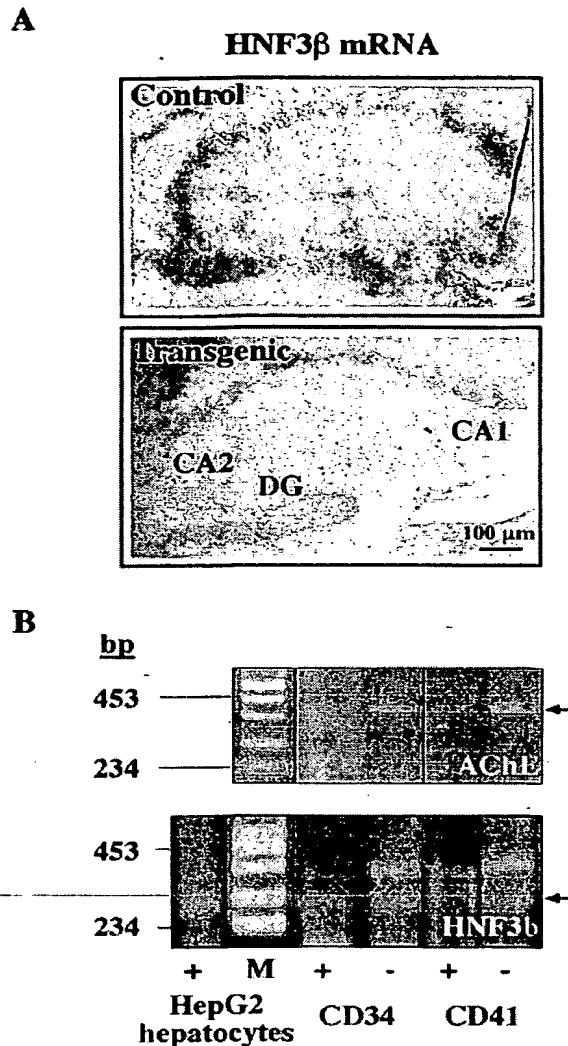 A
HNF3β mRNA
Control
Transgenic
CA1
CA2
DG
100 µm
B
bp
453
234
AChE
453
234
HNF3b
+ M + - + -
HepG2 hepatocytes CD34 CD41